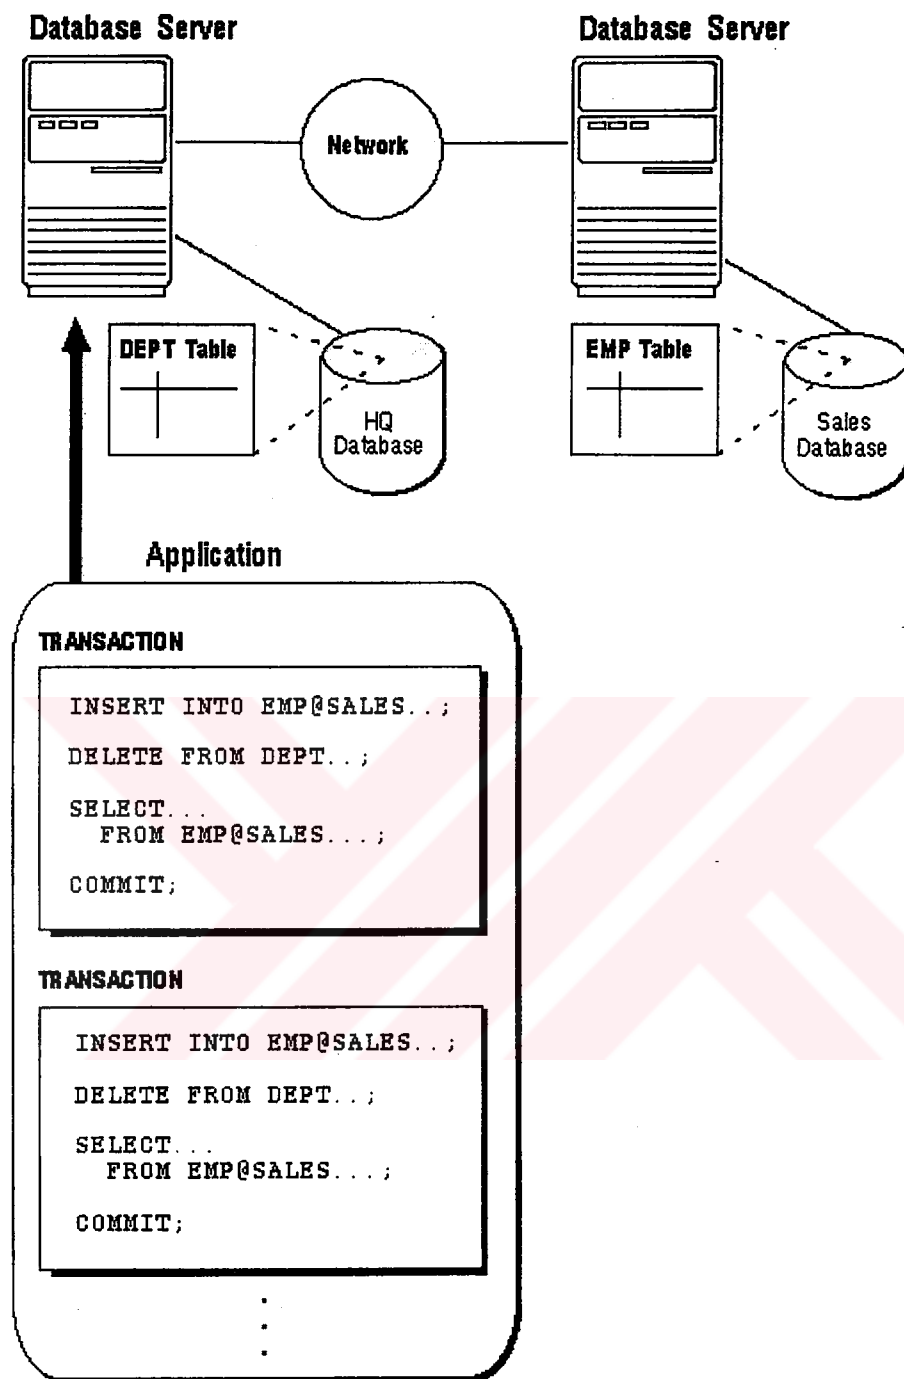 Database Server
Database Server
Network
DEPT Table
HQ
Database
EMP Table
Sales
Database
Application
TRANSACTION
INSERT INTO EMP@SALES..;
DELETE FROM DEPT..;
SELECT...
FROM EMP@SALES...;
COMMIT;
TRANSACTION
INSERT INTO EMP@SALES..;
DELETE FROM DEPT..;
SELECT...
FROM EMP@SALES...;
COMMIT;